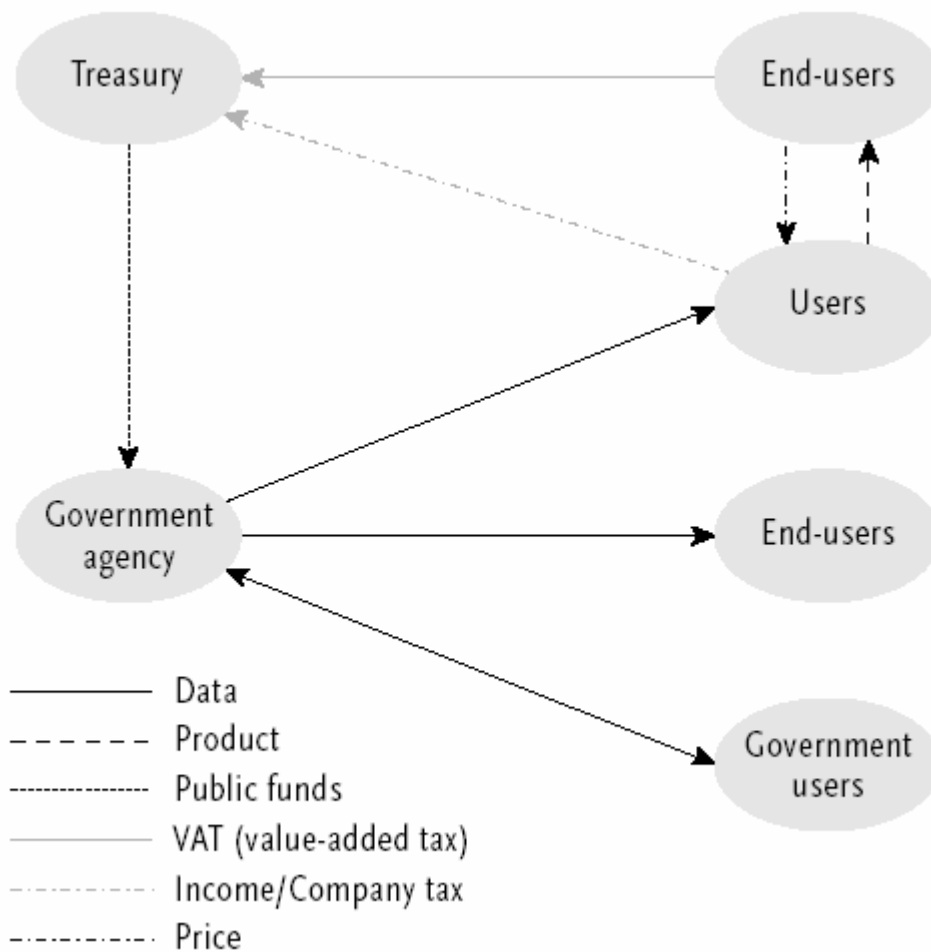 Treasury
End-users
Users
Government
agency
End-users
Government
users
Data
Product
Public funds
VAT (value-added tax)
Income/Company tax
Price